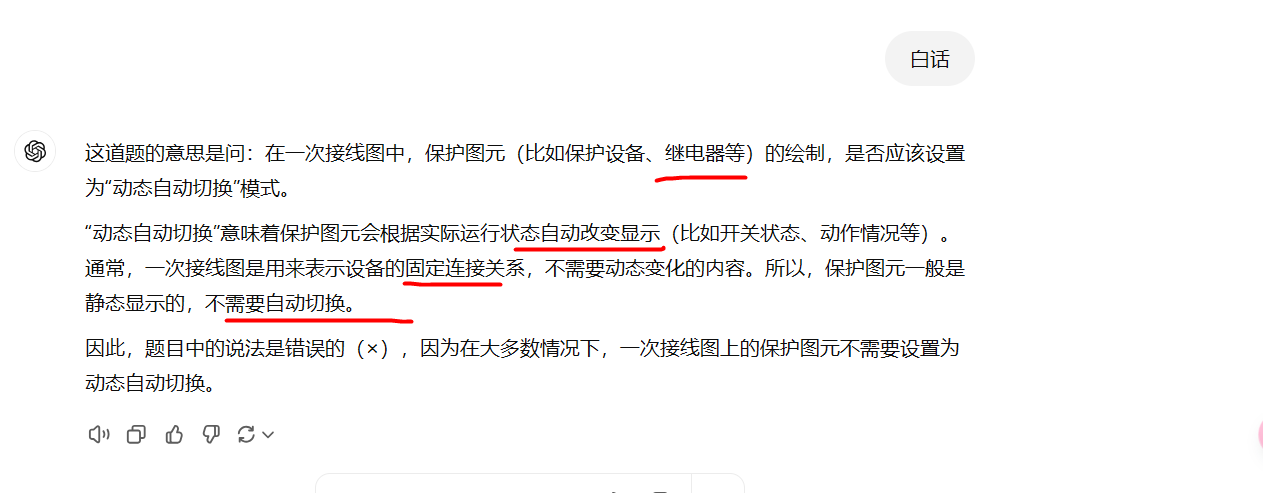 白话
这道题的意思是问：在一次接线图中，保护图元（比如保护设备、继电器等）的绘制，是否应该设置
为“动态自动切换”模式。
“动态自动切换”意味着保护图元会根据实际运行状态自动改变显示（比如开关状态、动作情况等）。
通常，一次接线图是用来表示设备的固定连接关系，不需要动态变化的内容。所以，保护图元一般是
静态显示的，不需要自动切换。
因此，题目中的说法是错误的（×），因为在大多数情况下，一次接线图上的保护图元不需要设置为
动态自动切换。